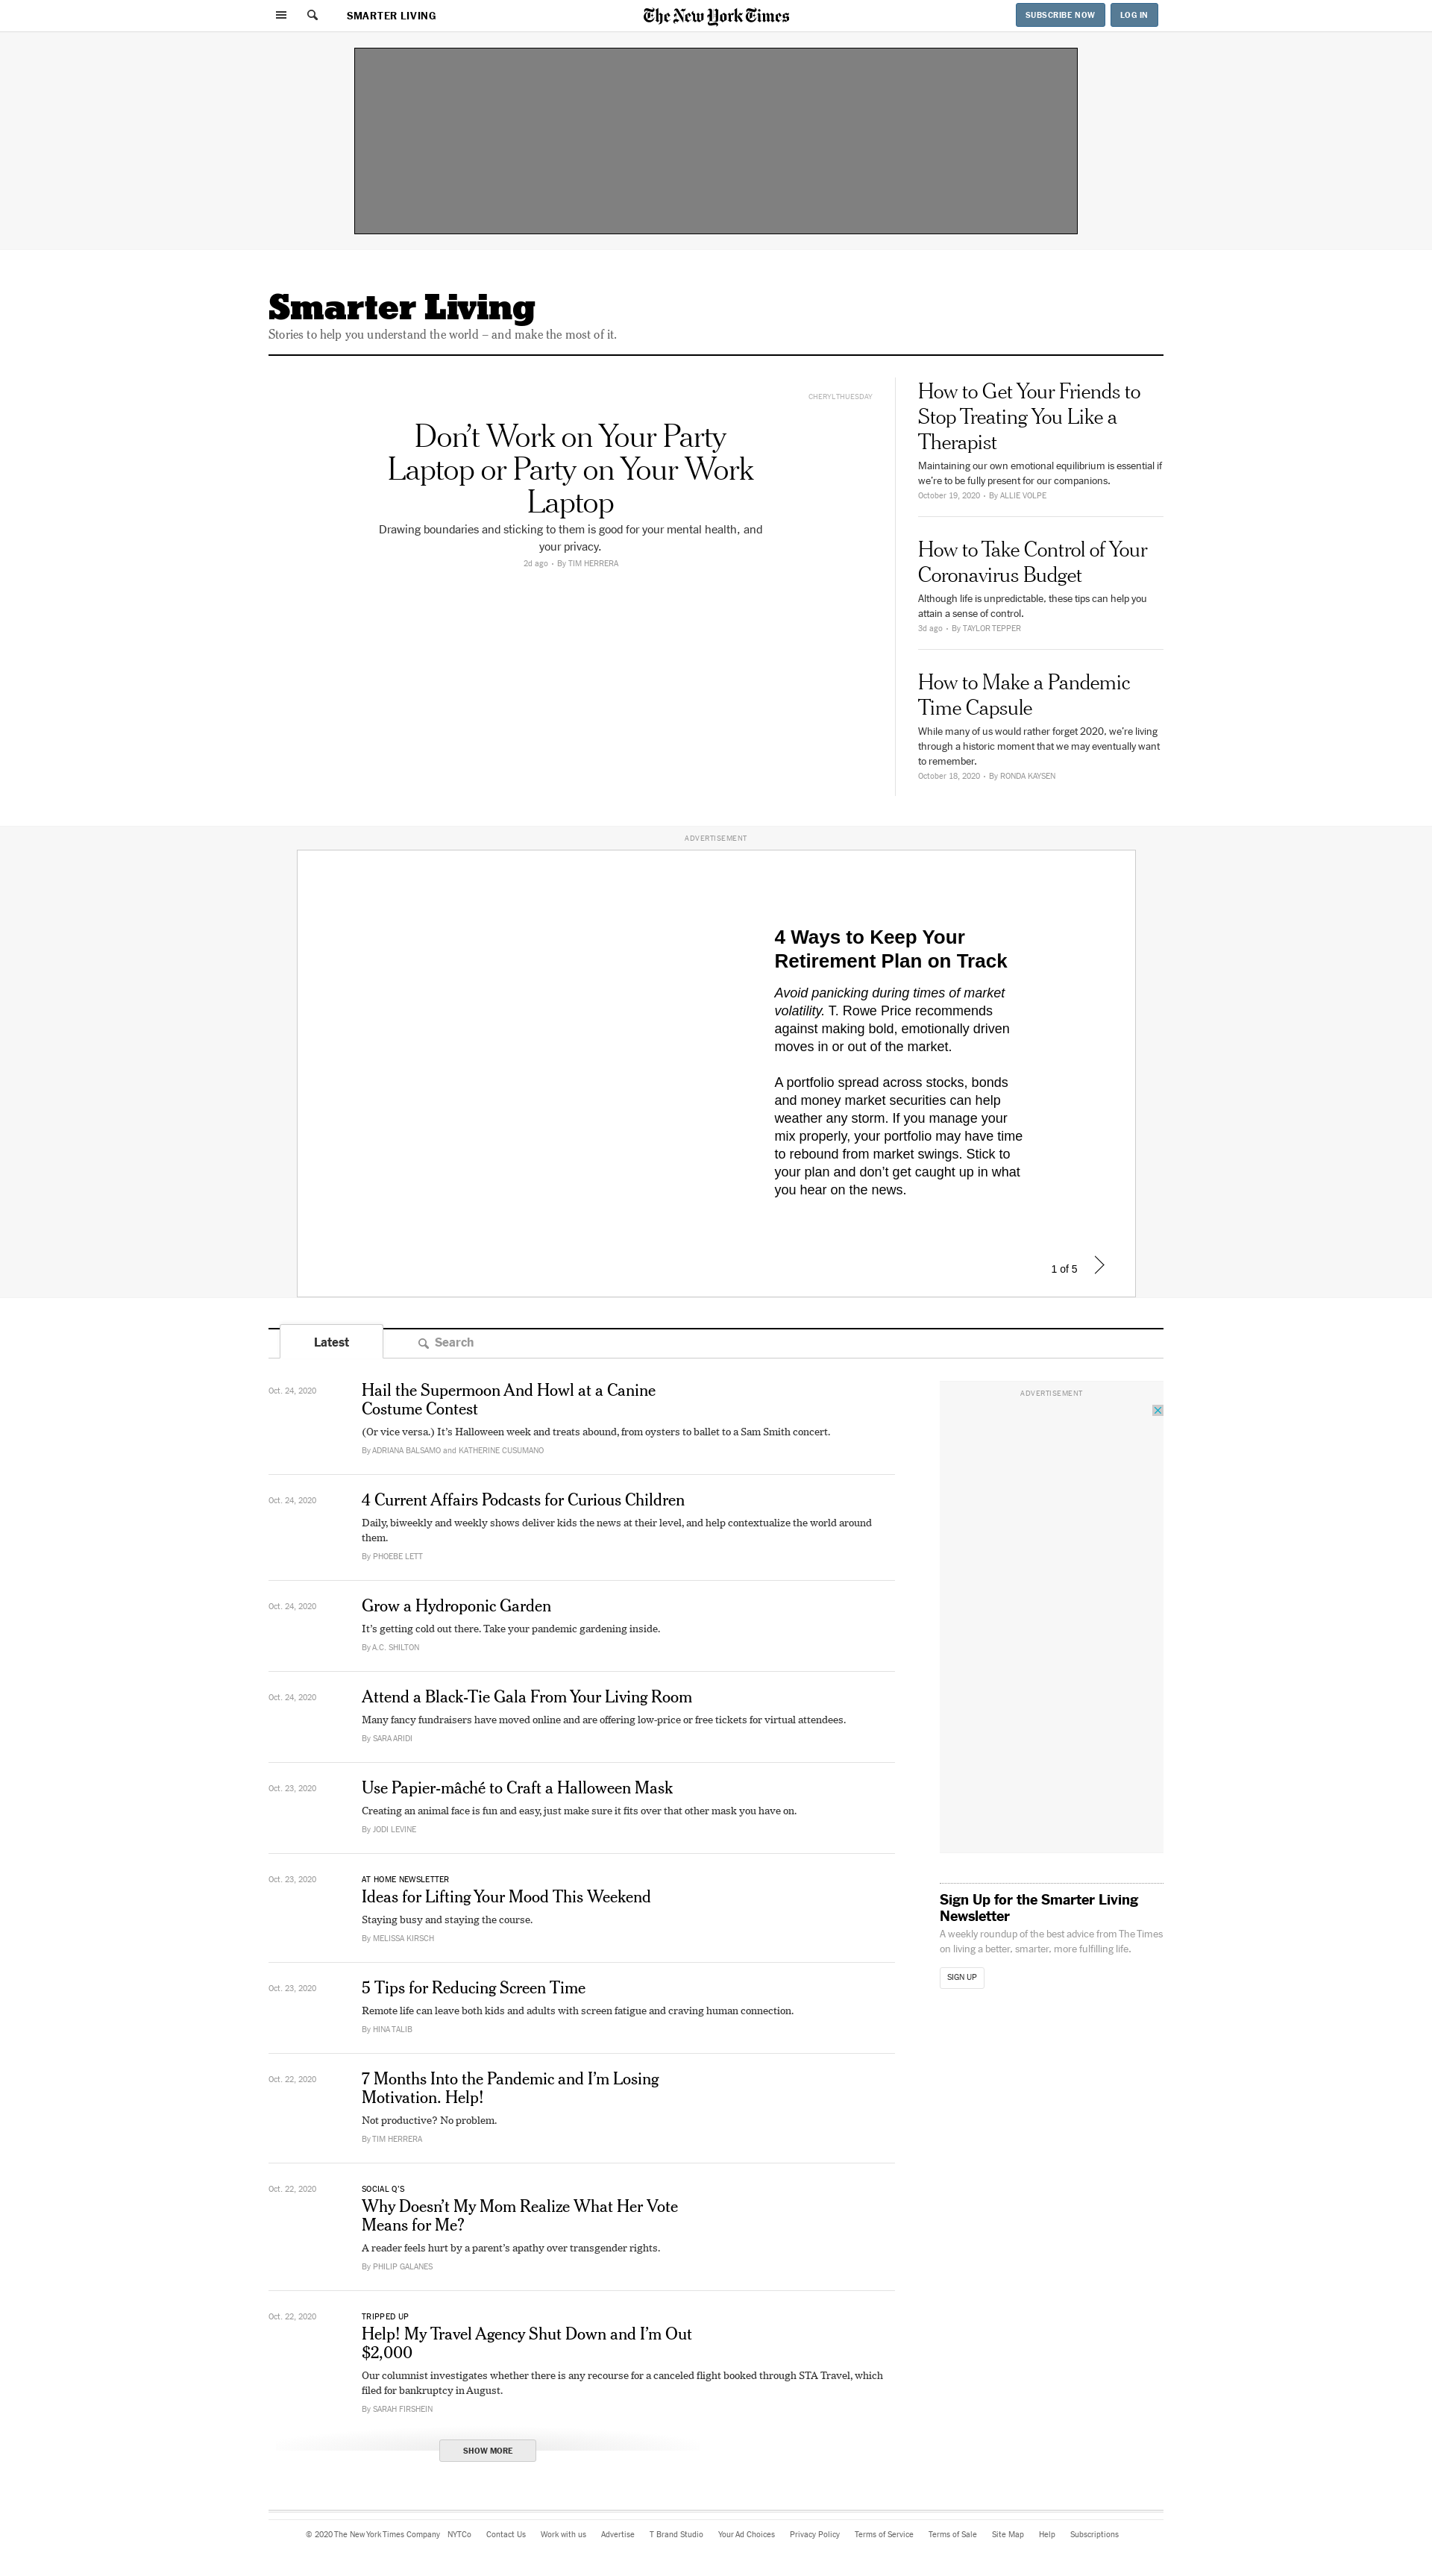 SMARTER LIVING
The New York Times
SUBSCRIBE NOW
LOG IN
Smarter Living
Stories to help you understand the world – and make the most of it.
CHERYL THUESDAY
Don’t Work on Your Party
Laptop or Party on Your Work
Laptop
Drawing boundaries and sticking to them is good for your mental health, and
your privacy.
2d ago • By TIM HERRERA
How to Get Your Friends to
Stop Treating You Like a
Therapist
Maintaining our own emotional equilibrium is essential if
we’re to be fully present for our companions.
October 19, 2020 • By ALLIE VOLPE
How to Take Control of Your
Coronavirus Budget
Although life is unpredictable, these tips can help you
attain a sense of control.
3d ago • By TAYLOR TEPPER
How to Make a Pandemic
Time Capsule
While many of us would rather forget 2020, we’re living
through a historic moment that we may eventually want
to remember.
October 18, 2020 • By RONDA KAYSEN
ADVERTISEMENT
4 Ways to Keep Your
Retirement Plan on Track
Avoid panicking during times of market
volatility. T. Rowe Price recommends
against making bold, emotionally driven
moves in or out of the market.
A portfolio spread across stocks, bonds
and money market securities can help
weather any storm. If you manage your
mix properly, your portfolio may have time
to rebound from market swings. Stick to
your plan and don’t get caught up in what
you hear on the news.
1 of 5
Latest
Search
Oct. 24, 2020
Hail the Supermoon And Howl at a Canine
Costume Contest
(Or vice versa.) It’s Halloween week and treats abound, from oysters to ballet to a Sam Smith concert.
By ADRIANA BALSAMO and KATHERINE CUSUMANO
Oct. 24, 2020
4 Current Affairs Podcasts for Curious Children
Daily, biweekly and weekly shows deliver kids the news at their level, and help contextualize the world around
them.
By PHOEBE LETT
Oct. 24, 2020
Grow a Hydroponic Garden
It’s getting cold out there. Take your pandemic gardening inside.
By A.C. SHILTON
Oct. 24, 2020
Attend a Black-Tie Gala From Your Living Room
Many fancy fundraisers have moved online and are offering low-price or free tickets for virtual attendees.
By SARA ARIDI
Oct. 23, 2020
Use Papier-mâché to Craft a Halloween Mask
Creating an animal face is fun and easy, just make sure it fits over that other mask you have on.
By JODI LEVINE
Oct. 23, 2020
AT HOME NEWSLETTER
Ideas for Lifting Your Mood This Weekend
Staying busy and staying the course.
By MELISSA KIRSCH
Oct. 23, 2020
5 Tips for Reducing Screen Time
Remote life can leave both kids and adults with screen fatigue and craving human connection.
By HINA TALIB
Oct. 22, 2020
7 Months Into the Pandemic and I’m Losing
Motivation. Help!
Not productive? No problem.
By TIM HERRERA
Oct. 22, 2020
SOCIAL Q’S
Why Doesn’t My Mom Realize What Her Vote
Means for Me?
A reader feels hurt by a parent’s apathy over transgender rights.
By PHILIP GALANES
Oct. 22, 2020
TRIPPED UP
Help! My Travel Agency Shut Down and I’m Out
$2,000
Our columnist investigates whether there is any recourse for a canceled flight booked through STA Travel, which
filed for bankruptcy in August.
By SARAH FIRSHEIN
SHOW MORE
ADVERTISEMENT
Sign Up for the Smarter Living
Newsletter
A weekly roundup of the best advice from The Times
on living a better, smarter, more fulfilling life.
SIGN UP
© 2020 The New York Times Company NYTCo Contact Us Work with us Advertise T Brand Studio Your Ad Choices Privacy Policy Terms of Service Terms of Sale Site Map Help Subscriptions